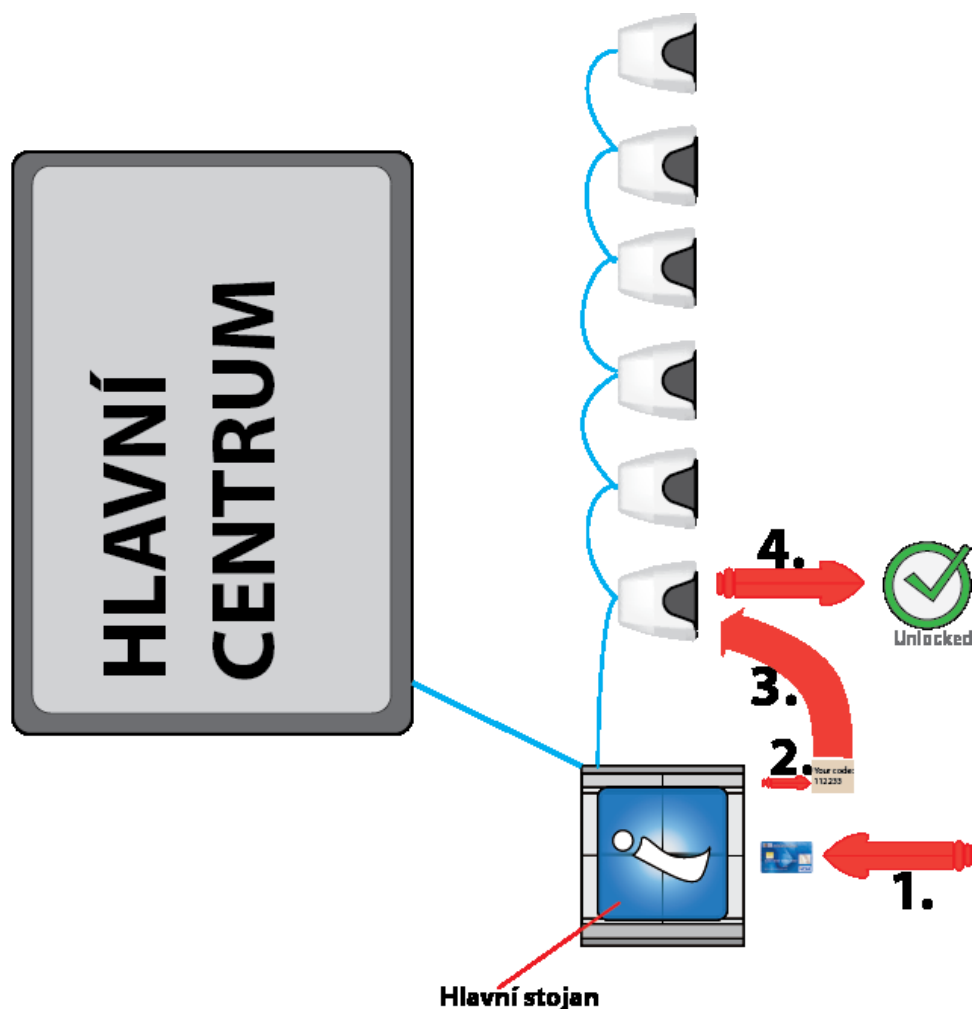 HLAVNÍ
CENTRUM
4.
Unlocked
3.
2.
Your code:
112233
1.
Hlavní stojan